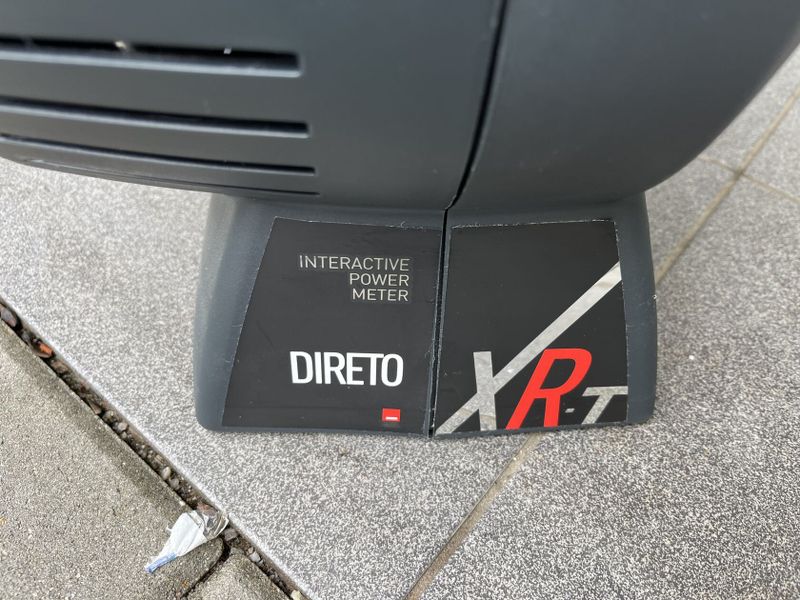 INTERACTIVE
POWER
METER
DIRETO
XR-T